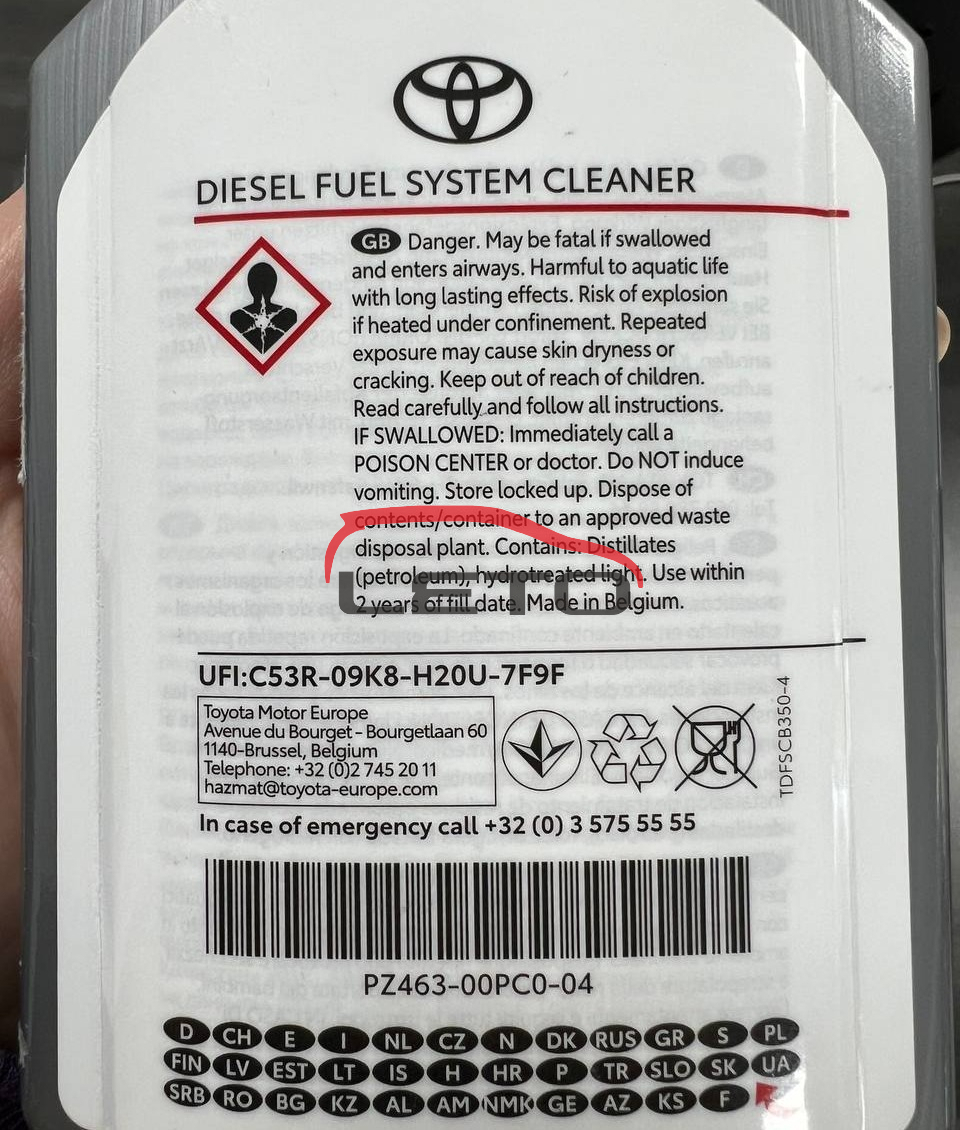 DIESEL FUEL SYSTEM CLEANER
GB Danger. May be fatal if swallowed
and enters airways. Harmful to aquatic life
with long lasting effects. Risk of explosion
if heated under confinement. Repeated
exposure may cause skin dryness or
cracking. Keep out of reach of children.
Read carefully and follow all instructions.
IF SWALLOWED: Immediately call a
POISON CENTER or doctor. Do NOT induce
vomiting. Store locked up. Dispose of
contents/container to an approved waste
disposal plant. Contains: Distillates
(petroleum), hydrotreated light. Use within
2 years of fill date. Made in Belgium.
LETO
UFI:C53R-09K8-H20U-7F9F
Toyota Motor Europe
Avenue du Bourget - Bourgetlaan 60
1140-Brussel, Belgium
Telephone: +32 (0)2 745 20 11
hazmat@toyota-europe.com
TDFSCB350-4
In case of emergency call +32 (0) 3 575 55 55
PZ463-00PC0-04
D CH E I NL CZ N DK RUS GR S PL
FIN LV EST LT IS H HR P TR SLO SK UA
SRB RO BG KZ AL AM NMK GE AZ KS F